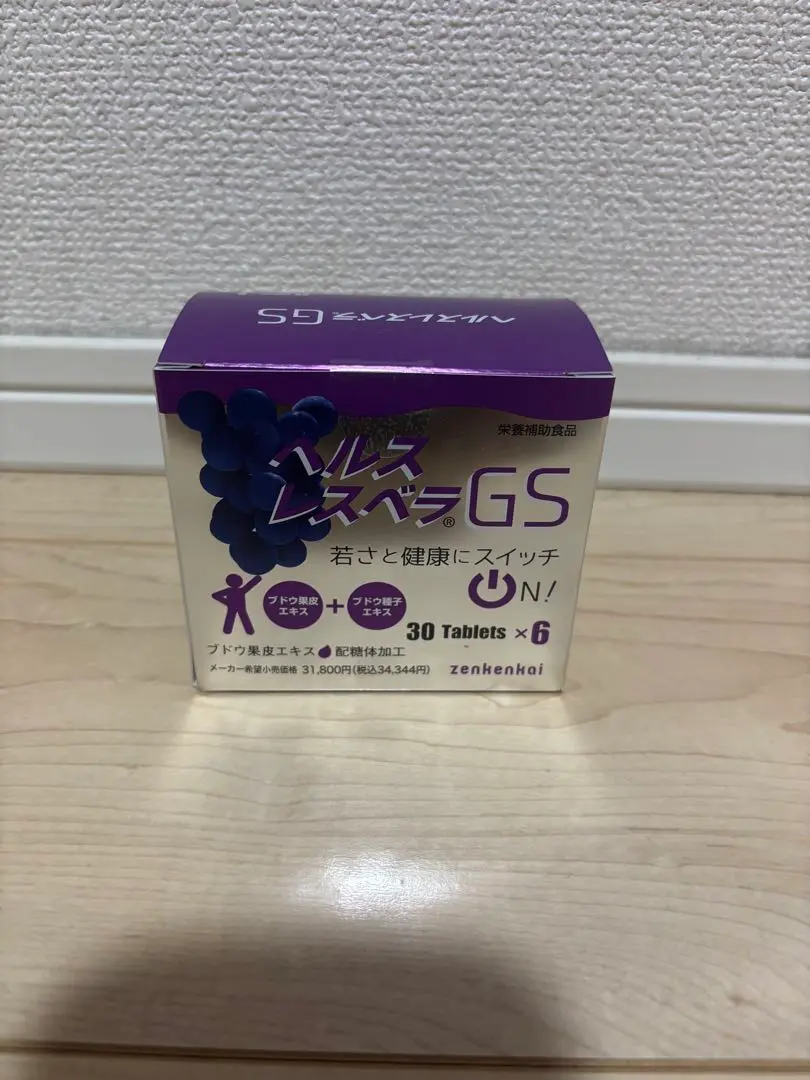 ヘルスレスベラ GS
栄養補助食品
ヘルス
レスベラ® GS
若さと健康にスイッチ
ON!
ブドウ果皮
エキス
+
ブドウ種子
エキス
30 Tablets ×6
ブドウ果皮エキス 配糖体加工
メーカー希望小売価格 31,800円(税込34,344円)
zenkenkai